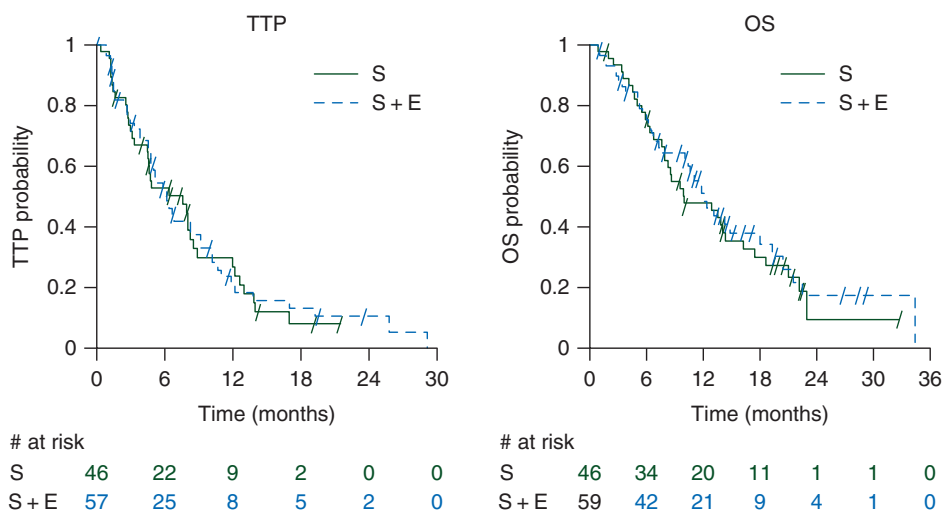 TTP
OS
S
S + E
S
S + E
TTP probability
1
0.8
0.6
0.4
0.2
0
0 6 12 18 24 30
Time (months)
OS probability
1
0.8
0.6
0.4
0.2
0
0 6 12 18 24 30 36
Time (months)
# at risk
S 46 22 9 2 0 0
S + E 57 25 8 5 2 0
# at risk
S 46 34 20 11 1 1 0
S + E 59 42 21 9 4 1 0